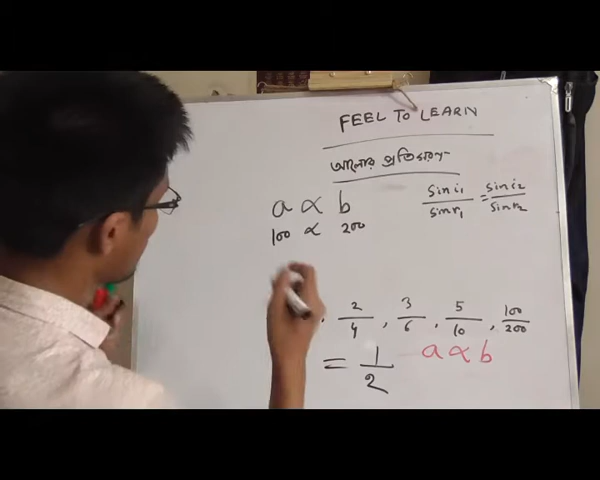 FEEL TO LEARN
আলোর প্রতিসরণ
a ∝ b
sin i₁ / sin r₁ = sin i₂ / sin r₂
100 ∝ 200
, 2/4 , 3/6 , 5/10 , 100/200
= 1/2
a ∝ b